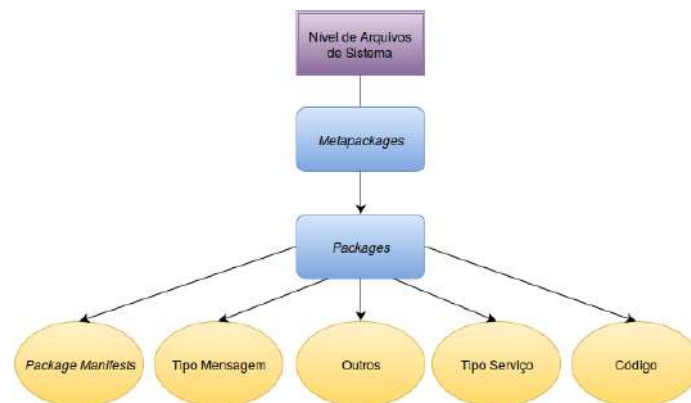 Nível de Arquivos
de Sistema
Metapackages
Packages
Package Manifests
Tipo Mensagem
Outros
Tipo Serviço
Código